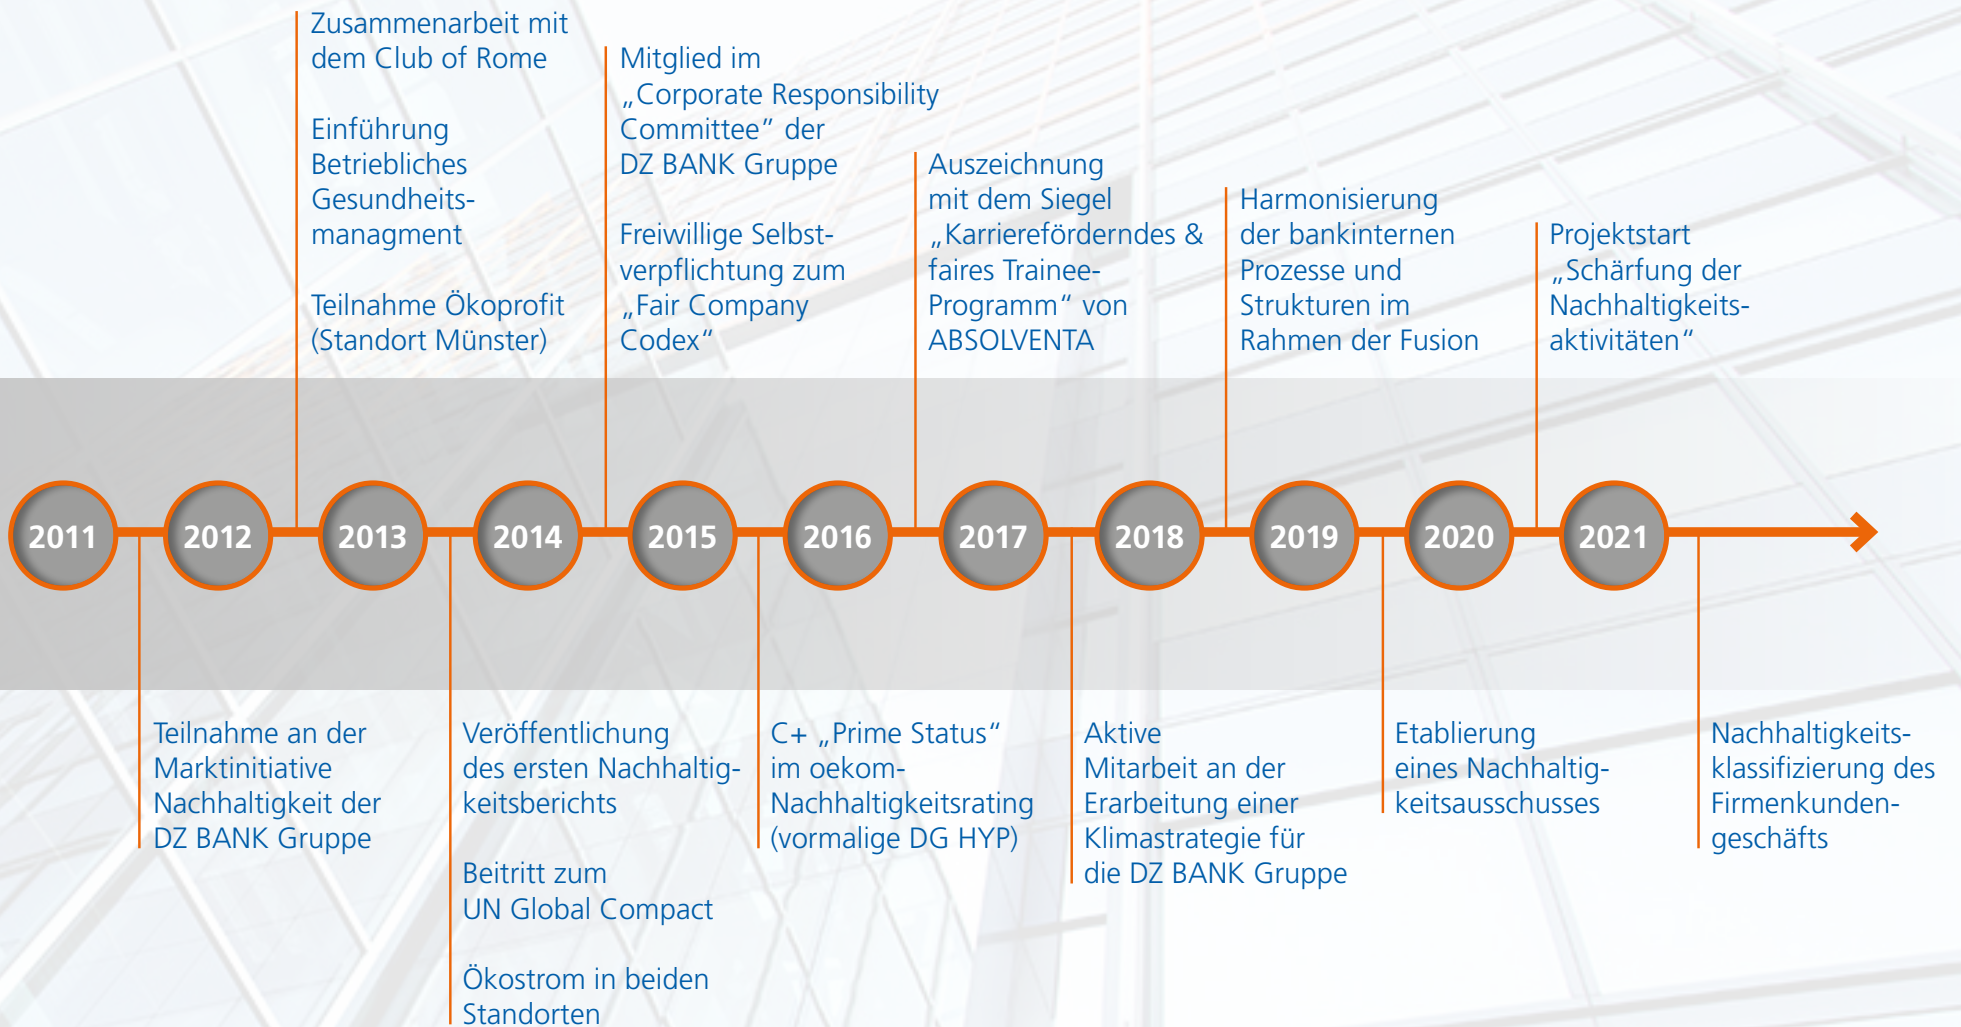 Zusammenarbeit mit
dem Club of Rome
Einführung
Betriebliches
Gesundheits-
managment
Teilnahme Ökoprofit
(Standort Münster)
Mitglied im
„Corporate Responsibility
Committee“ der
DZ BANK Gruppe
Freiwillige Selbst-
verpflichtung zum
„Fair Company
Codex“
Auszeichnung
mit dem Siegel
„Karriereförderndes &
faires Trainee-
Programm“ von
ABSOLVENTA
Harmonisierung
der bankinternen
Prozesse und
Strukturen im
Rahmen der Fusion
Projektstart
„Schärfung der
Nachhaltigkeits-
aktivitäten“
2011
2012
2013
2014
2015
2016
2017
2018
2019
2020
2021
Teilnahme an der
Marktinitiative
Nachhaltigkeit der
DZ BANK Gruppe
Veröffentlichung
des ersten Nachhaltig-
keitsberichts
Beitritt zum
UN Global Compact
Ökostrom in beiden
Standorten
C+ „Prime Status“
im oekom-
Nachhaltigkeitsrating
(vormalige DG HYP)
Aktive
Mitarbeit an der
Erarbeitung einer
Klimastrategie für
die DZ BANK Gruppe
Etablierung
eines Nachhaltig-
keitsausschusses
Nachhaltigkeits-
klassifizierung des
Firmenkunden-
geschäfts